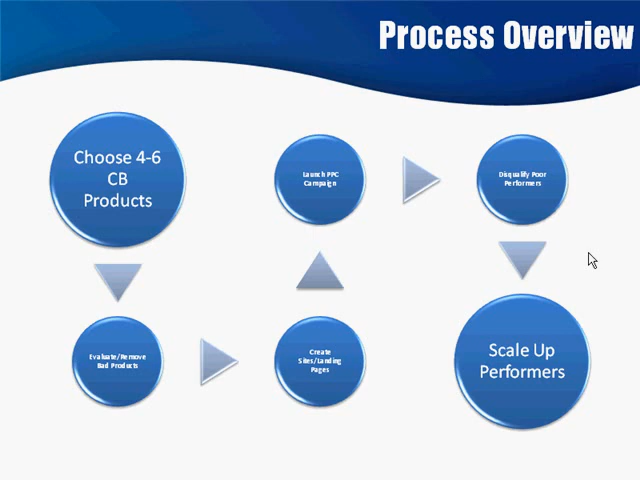 Process Overview
Choose 4-6
CB
Products
Evaluate/Remove
Bad Products
Create
Sites/Landing
Pages
Launch PPC
Campaign
Disqualify Poor
Performers
Scale Up
Performers